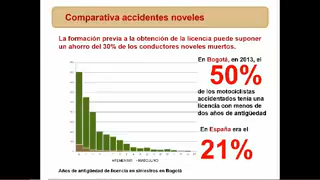 Comparativa accidentes noveles
La formación previa a la obtención de la licencia puede suponer
un ahorro del 30% de los conductores noveles muertos.
En Bogotá, en 2013, el
50%
de los motociclistas
accidentados tenía una
licencia con menos de
dos años de antigüedad
En España era el
21%
FEMENINO MASCULINO
Años de antigüedad de licencia en siniestros en Bogotá